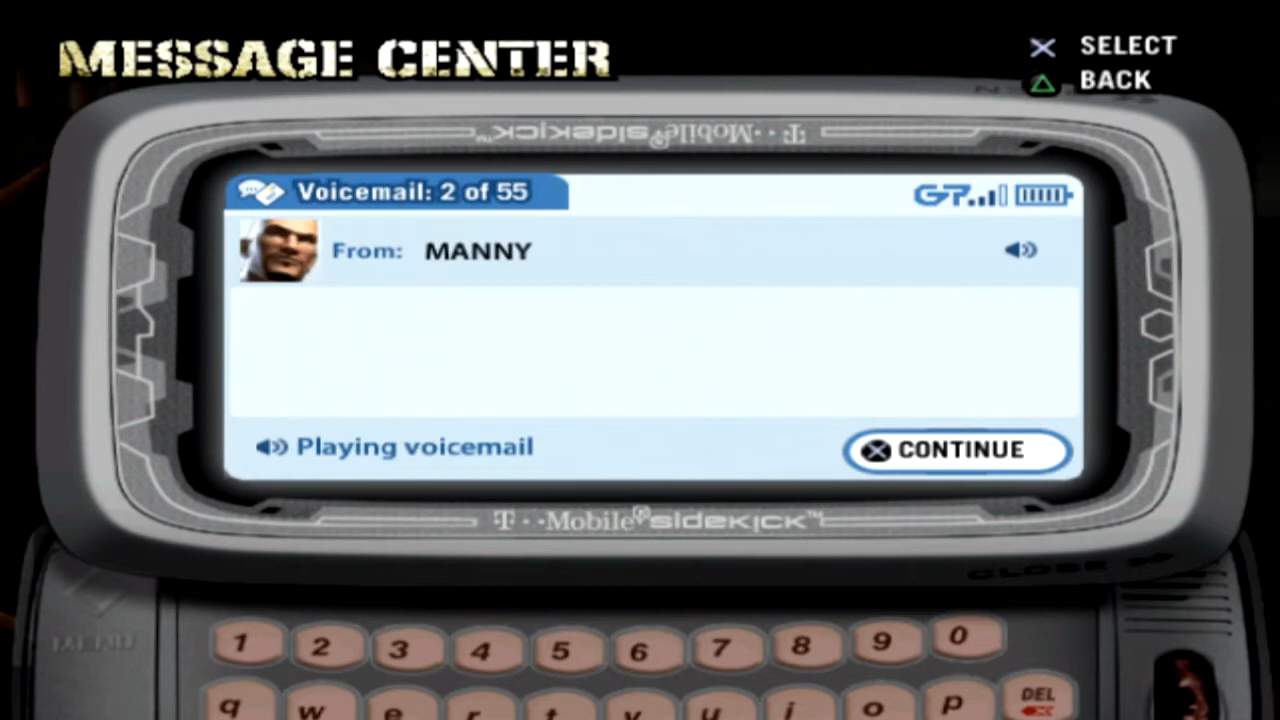 MESSAGE CENTER
SELECT
BACK
T··Mobile®sidekick™
Voicemail: 2 of 55
From: MANNY
Playing voicemail
CONTINUE
T··Mobile®sidekick™
MENU
1 2 3 4 5 6 7 8 9 0
q w e r t y u i o p DEL